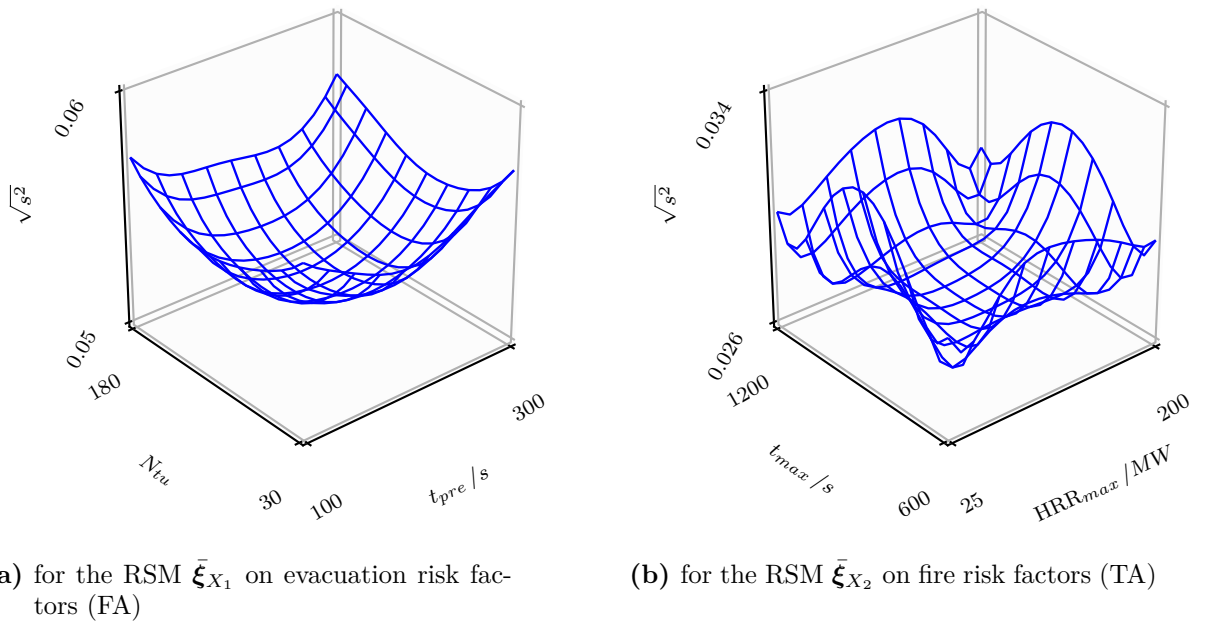 0.06
√s²
0.05
180
N_tu
30
100
t_pre /s
300
0.034
√s²
0.026
1200
t_max /s
600
25
HRR_max /MW
200
a) for the RSM ξ̄_X₁ on evacuation risk fac-
tors (FA)
(b) for the RSM ξ̄_X₂ on fire risk factors (TA)